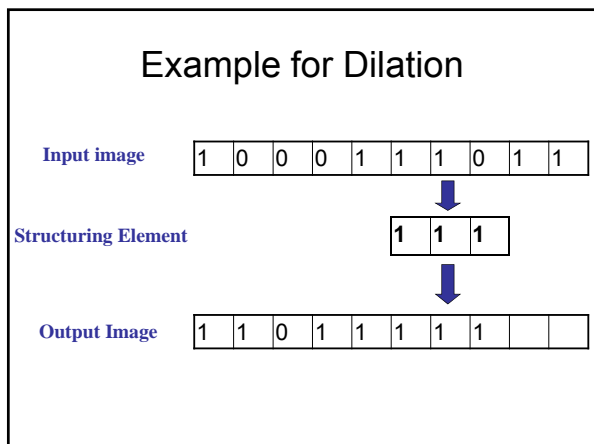 Example for Dilation
Input image 1 0 0 0 1 1 1 0 1 1
Structuring Element 1 1 1
Output Image 1 1 0 1 1 1 1 1